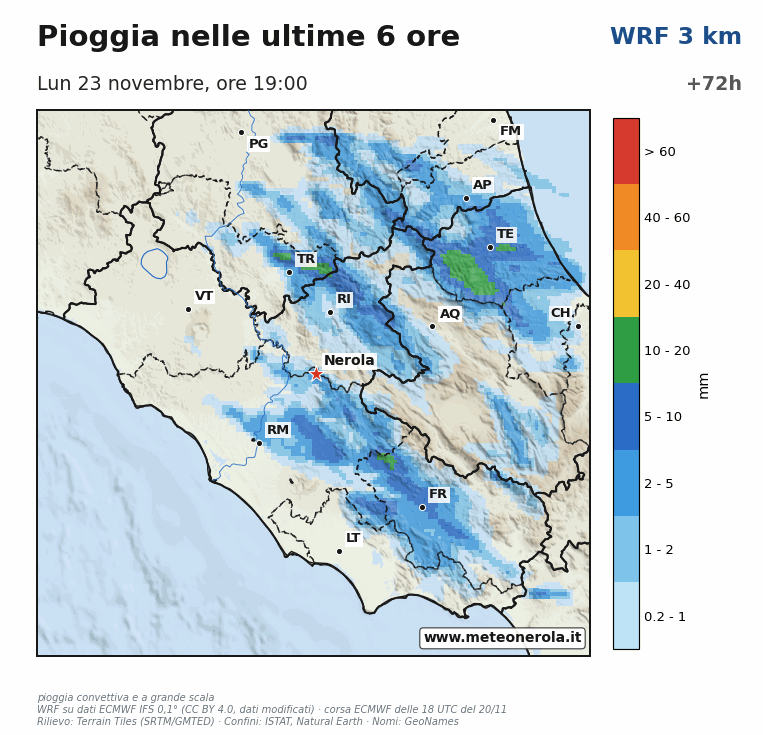 Pioggia nelle ultime 6 ore
WRF 3 km
Lun 23 novembre, ore 19:00
+72h
FM
PG
> 60
AP
40 - 60
TE
TR
20 - 40
VT
RI
AQ
CH
10 - 20
Nerola
mm
5 - 10
RM
2 - 5
FR
LT
1 - 2
0.2 - 1
www.meteonerola.it
pioggia convettiva e a grande scala
WRF su dati ECMWF IFS 0,1° (CC BY 4.0, dati modificati) · corsa ECMWF delle 18 UTC del 20/11
Rilievo: Terrain Tiles (SRTM/GMTED) · Confini: ISTAT, Natural Earth · Nomi: GeoNames